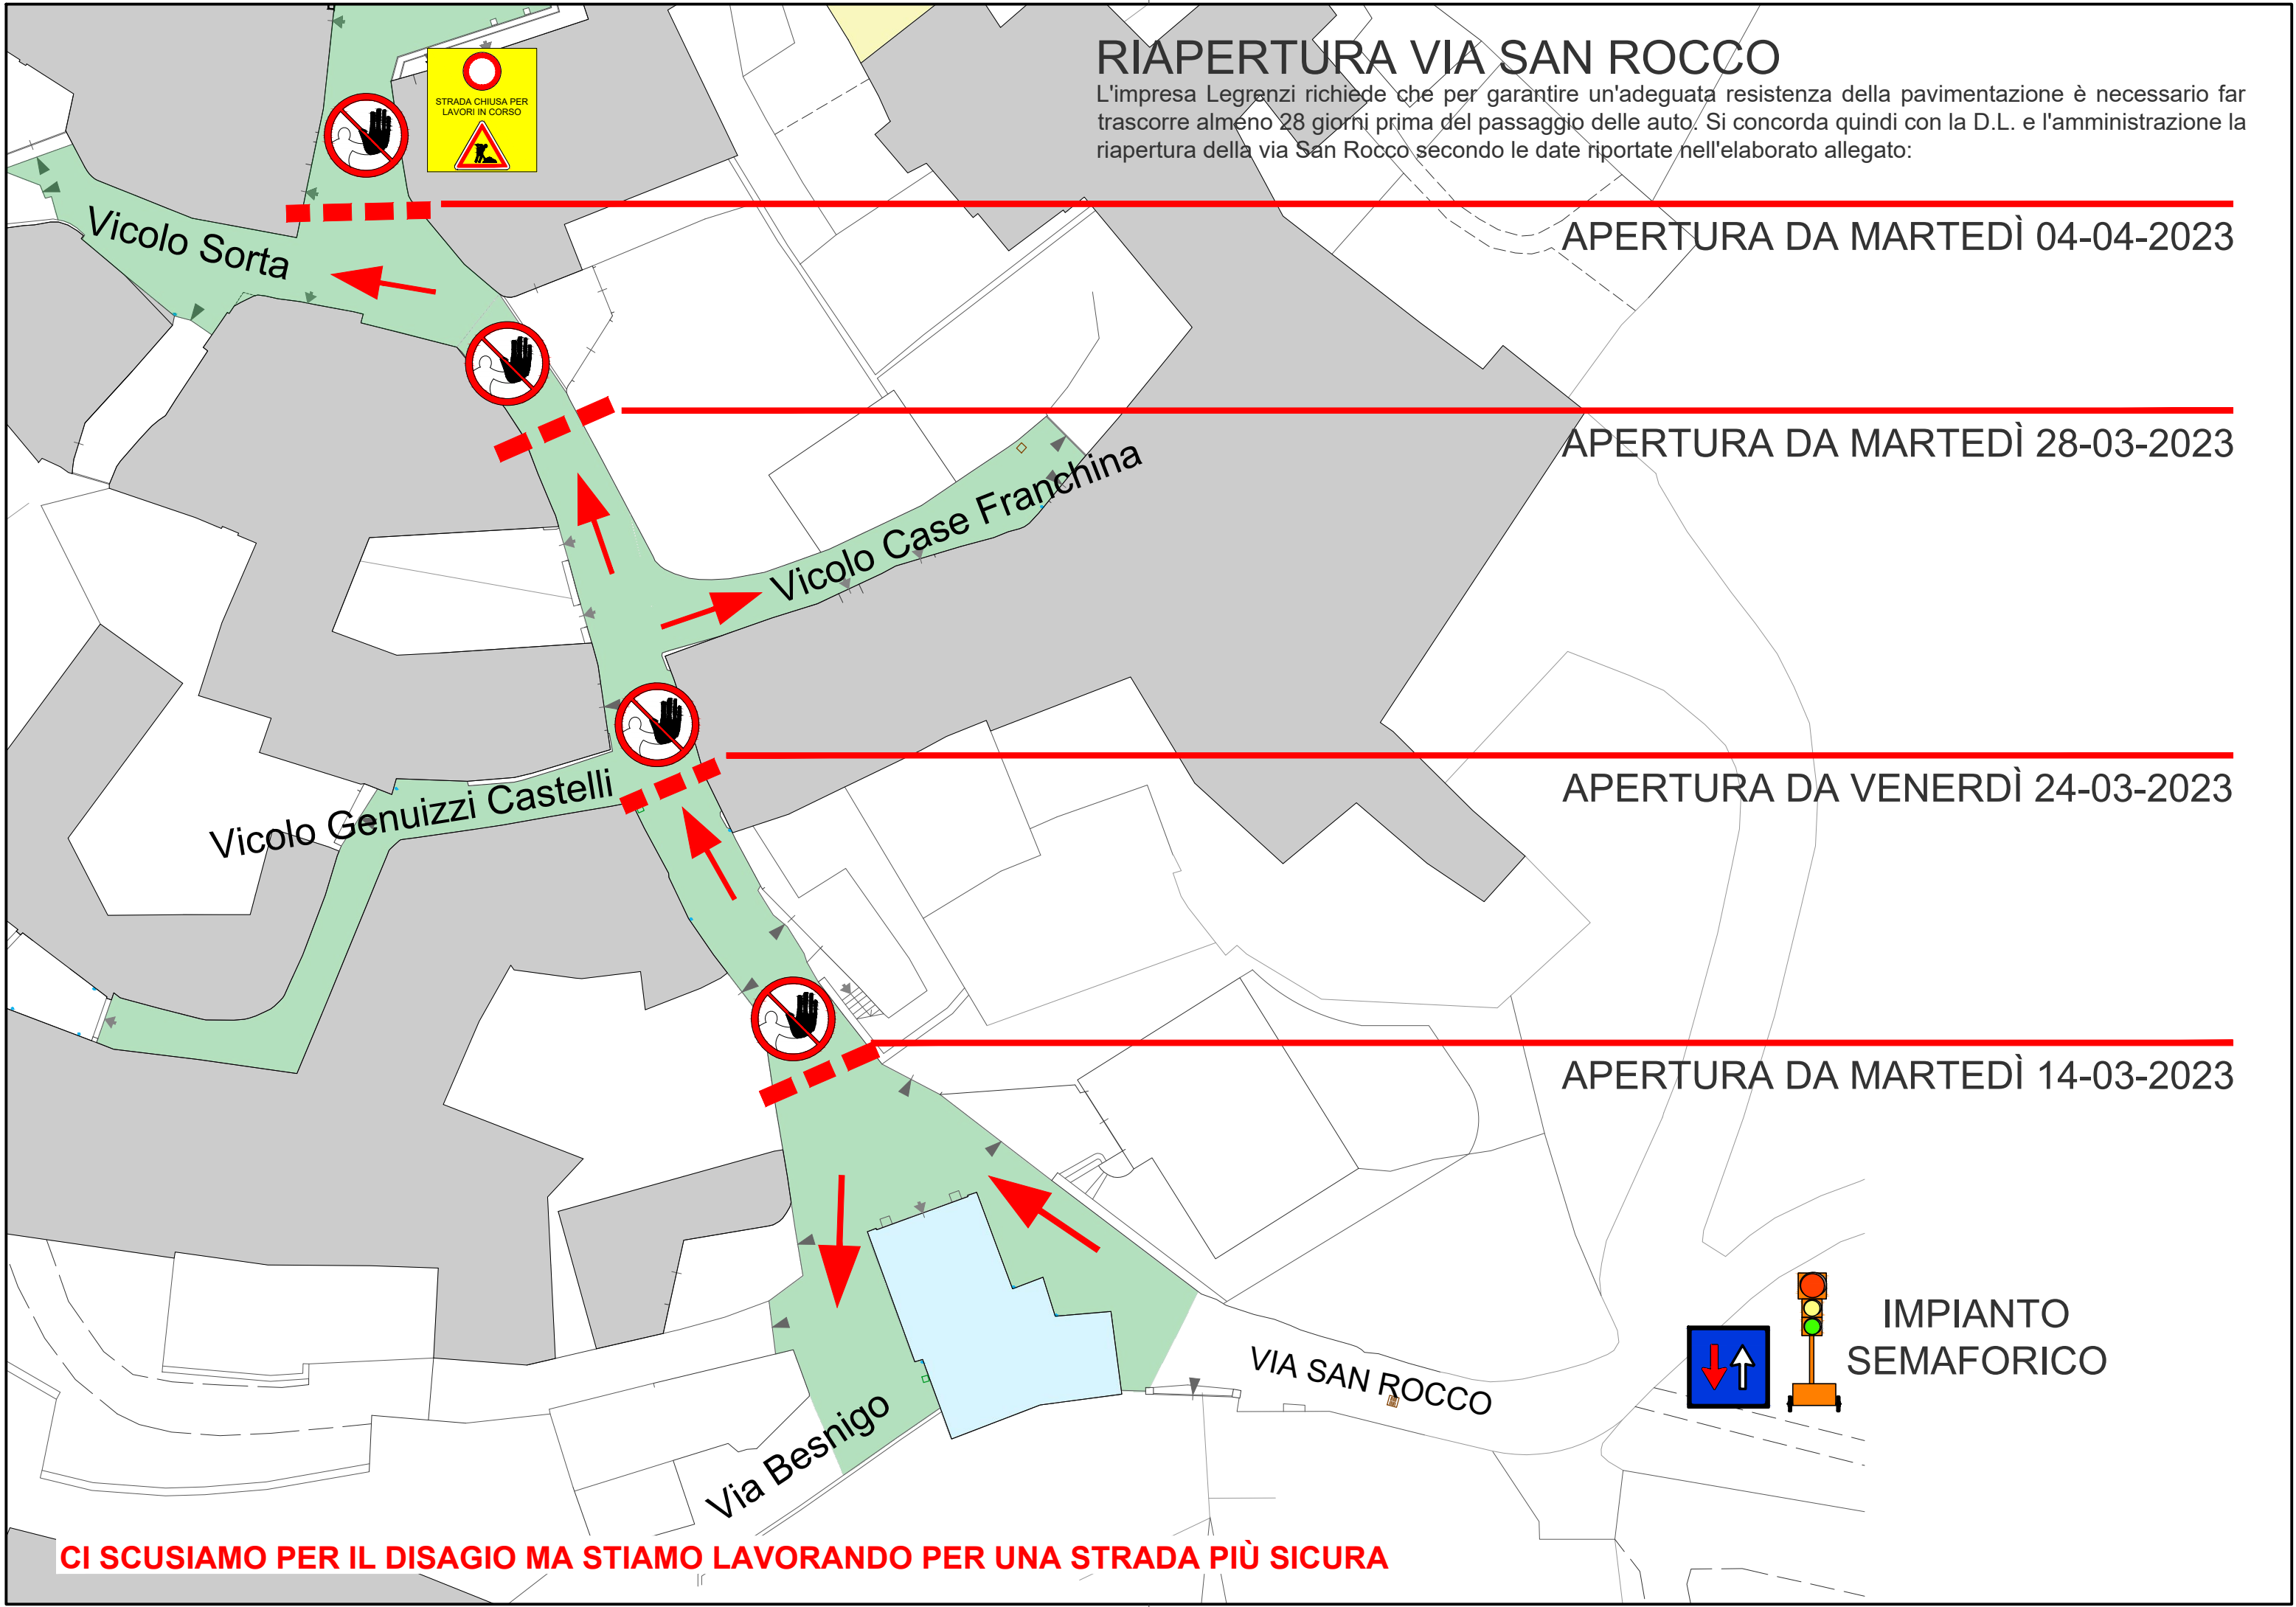 RIAPERTURA VIA SAN ROCCO
L'impresa Legrenzi richiede che per garantire un'adeguata resistenza della pavimentazione è necessario far
trascorre almeno 28 giorni prima del passaggio delle auto. Si concorda quindi con la D.L. e l'amministrazione la
riapertura della via San Rocco secondo le date riportate nell'elaborato allegato:
STRADA CHIUSA PER
LAVORI IN CORSO
APERTURA DA MARTEDÌ 04-04-2023
Vicolo Sorta
APERTURA DA MARTEDÌ 28-03-2023
Vicolo Case Franchina
APERTURA DA VENERDÌ 24-03-2023
Vicolo Genuizzi Castelli
APERTURA DA MARTEDÌ 14-03-2023
IMPIANTO
SEMAFORICO
VIA SAN ROCCO
Via Besnigo
CI SCUSIAMO PER IL DISAGIO MA STIAMO LAVORANDO PER UNA STRADA PIÙ SICURA